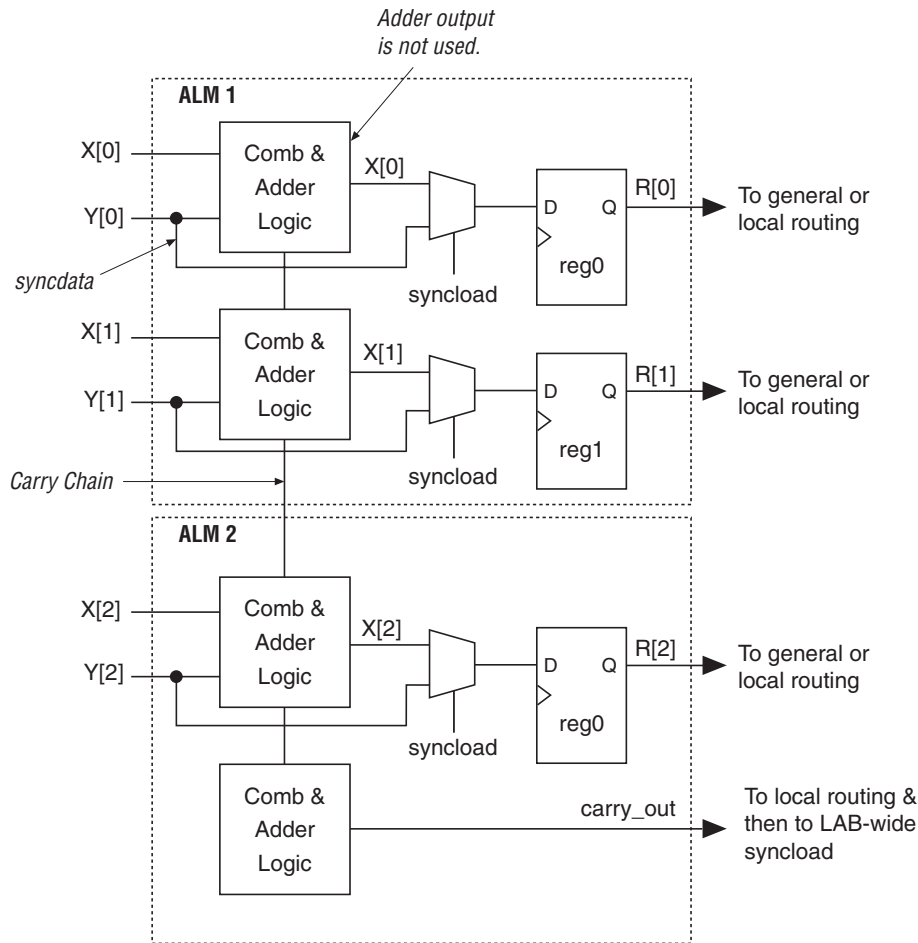 Adder output
is not used.
ALM 1
X[0]
Comb &
Adder
Logic
X[0]
Y[0]
D
Q
R[0]
To general or
local routing
reg0
syncdata
syncload
X[1]
Comb &
Adder
Logic
X[1]
Y[1]
D
Q
R[1]
To general or
local routing
reg1
syncload
Carry Chain
ALM 2
X[2]
Comb &
Adder
Logic
X[2]
Y[2]
D
Q
R[2]
To general or
local routing
reg0
syncload
Comb &
Adder
Logic
carry_out
To local routing &
then to LAB-wide
syncload